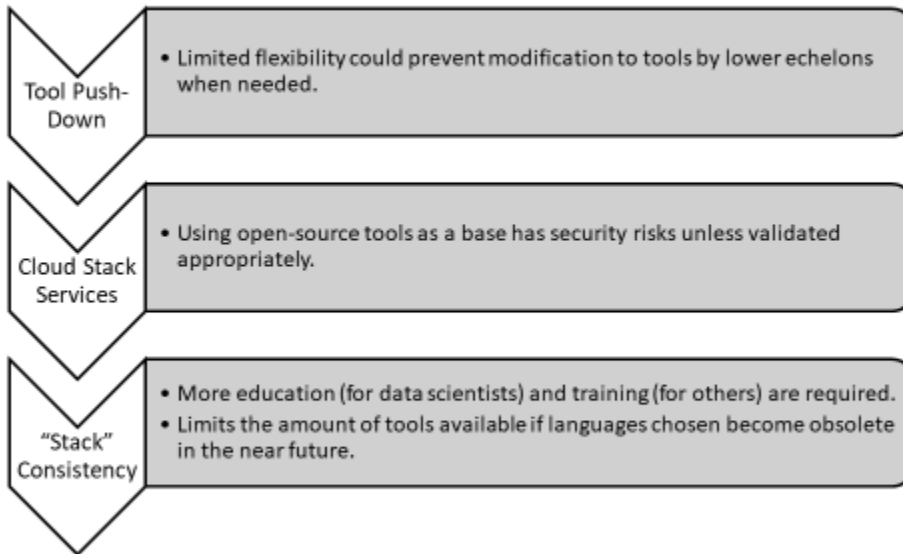 Tool Push-
Down
• Limited flexibility could prevent modification to tools by lower echelons
when needed.
Cloud Stack
Services
• Using open-source tools as a base has security risks unless validated
appropriately.
“Stack”
Consistency
• More education (for data scientists) and training (for others) are required.
• Limits the amount of tools available if languages chosen become obsolete
in the near future.